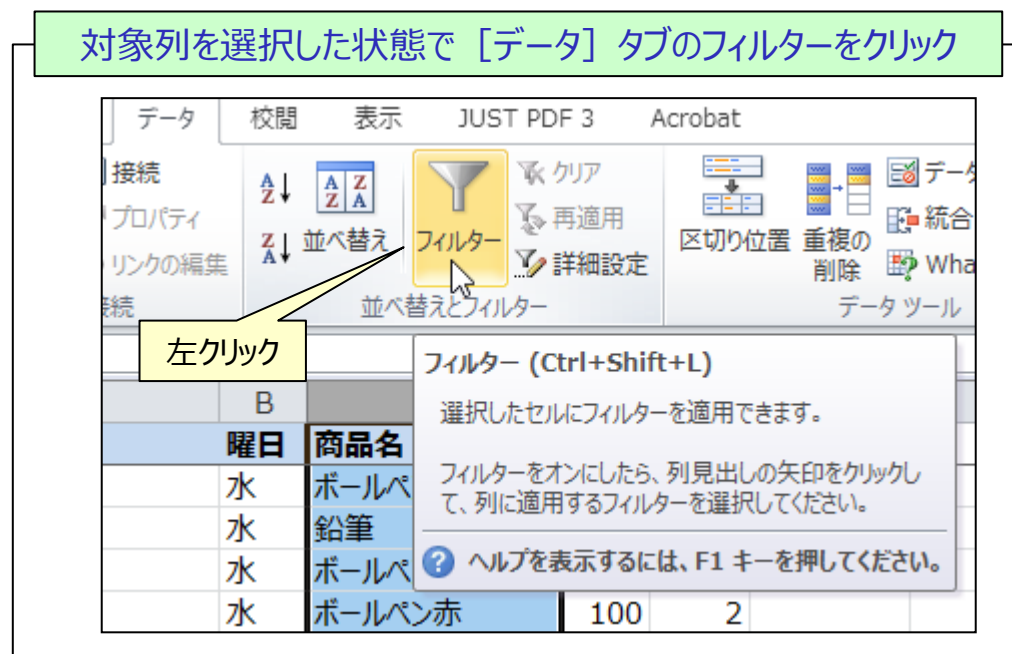 対象列を選択した状態で［データ］タブのフィルターをクリック
データ 校閲 表示 JUST PDF 3 Acrobat
接続
プロパティ
リンクの編集
並べ替え
フィルター
クリア
再適用
詳細設定
並べ替えとフィルター
区切り位置
重複の
削除
統合
データ ツール
左クリック
フィルター (Ctrl+Shift+L)
選択したセルにフィルターを適用できます。
フィルターをオンにしたら、列見出しの矢印をクリックし
て、列に適用するフィルターを選択してください。
ヘルプを表示するには、F1 キーを押してください。
B
曜日 商品名
水 ボールペ
水 鉛筆
水 ボールペ
水 ボールペン赤 100 2